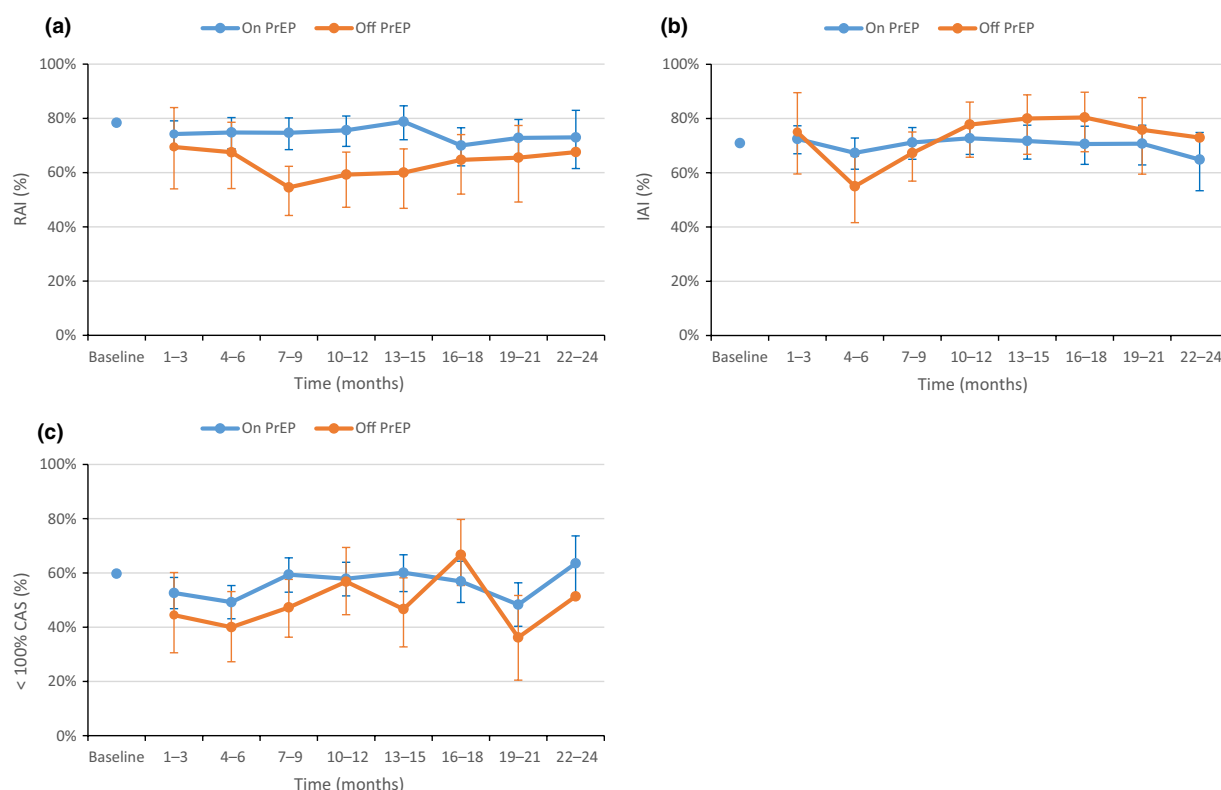 (a)
On PrEP Off PrEP
100%
80%
60%
40%
20%
0%
RAI (%)
Baseline 1–3 4–6 7–9 10–12 13–15 16–18 19–21 22–24
Time (months)
(b)
On PrEP Off PrEP
100%
80%
60%
40%
20%
0%
IAI (%)
Baseline 1–3 4–6 7–9 10–12 13–15 16–18 19–21 22–24
Time (months)
(c)
On PrEP Off PrEP
100%
80%
60%
40%
20%
0%
< 100% CAS (%)
Baseline 1–3 4–6 7–9 10–12 13–15 16–18 19–21 22–24
Time (months)